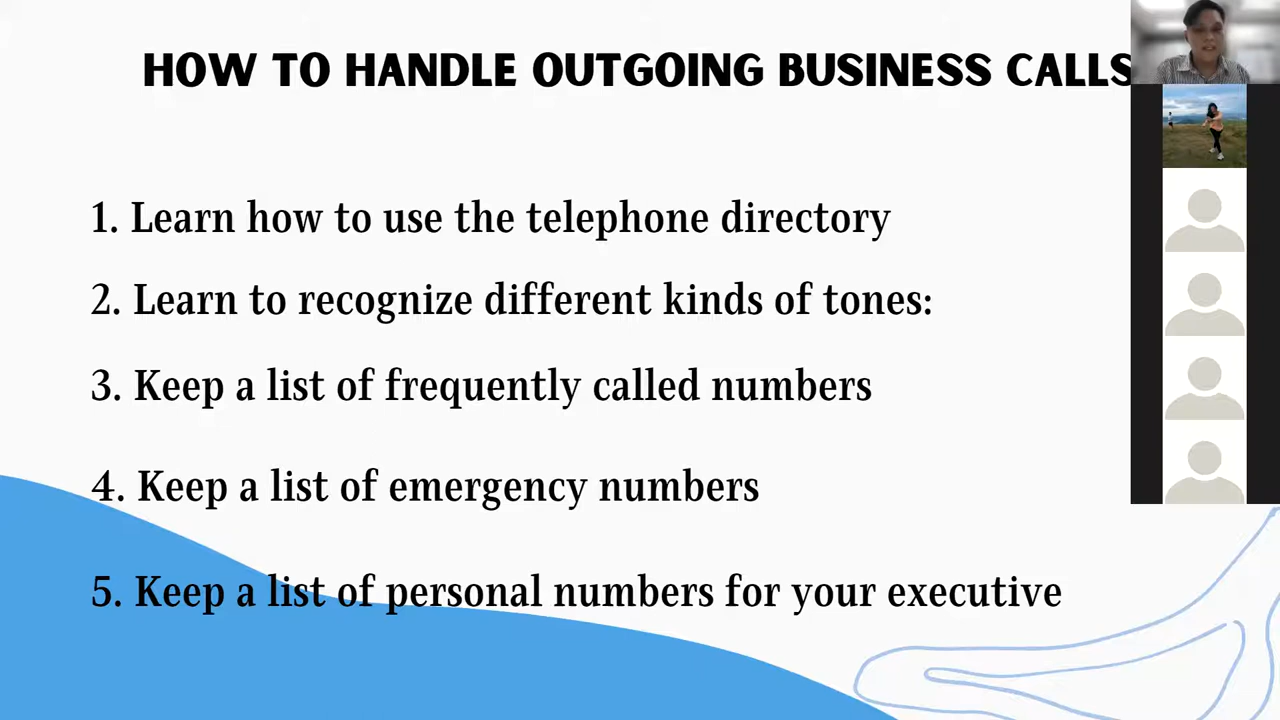 HOW TO HANDLE OUTGOING BUSINESS CALLS
1. Learn how to use the telephone directory
2. Learn to recognize different kinds of tones:
3. Keep a list of frequently called numbers
4. Keep a list of emergency numbers
5. Keep a list of personal numbers for your executive